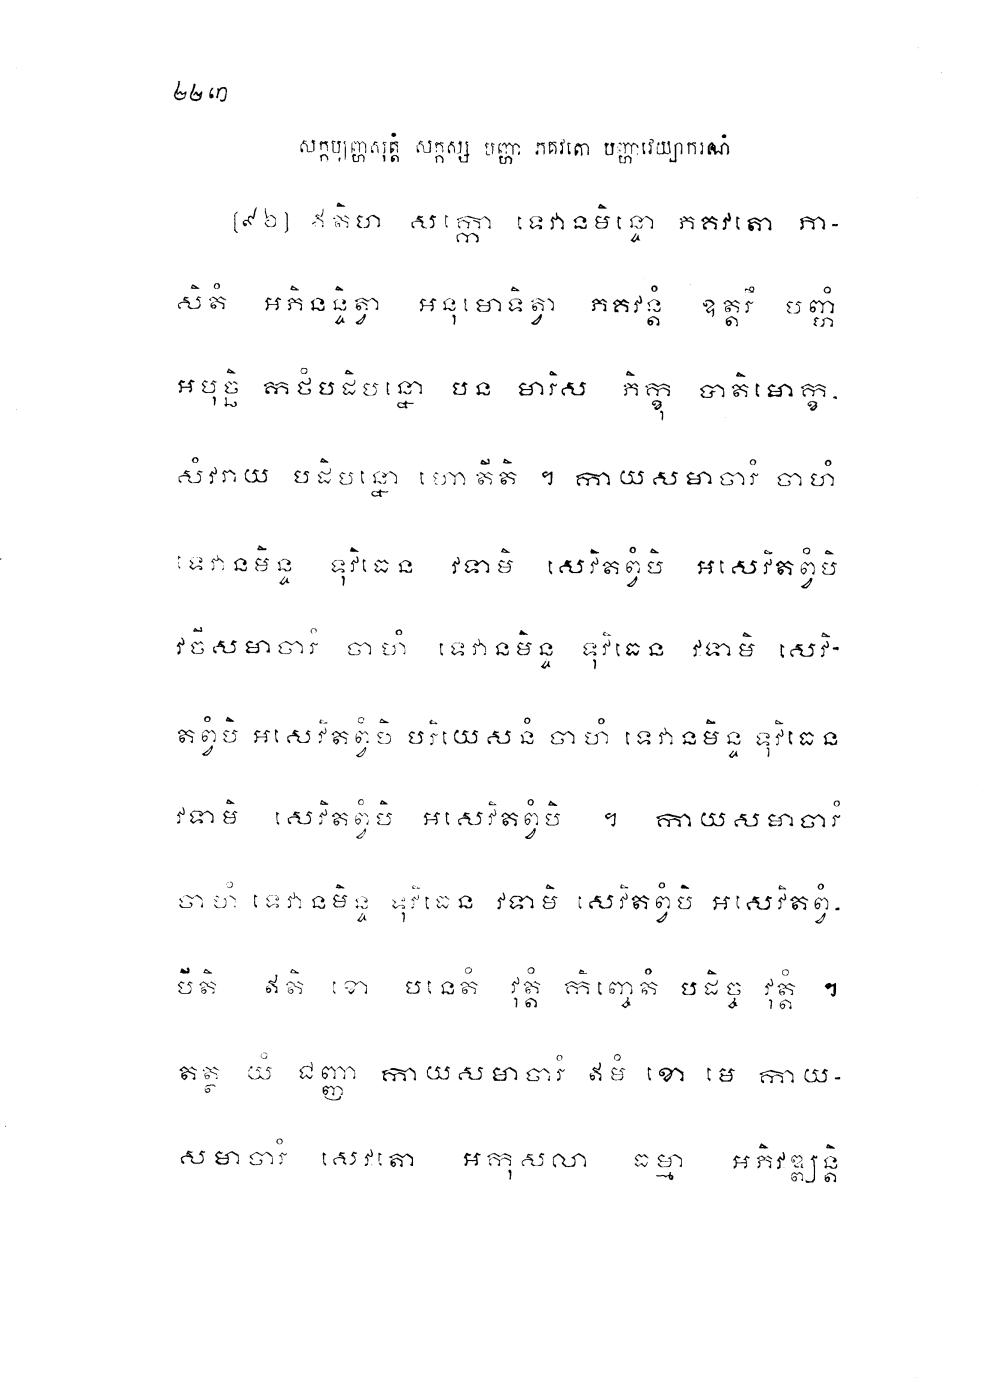 ២២៣
សក្កប្បញ្ហសុត្តំ សក្កស្ស បញ្ហា ភគវតោ បញ្ហាវេយ្យាករណំ
[៩៦] ឥតិហ សក្កោ ទេវានមិន្ទោ ភគវតោ ភា-
សិតំ អភិនន្ទិត្វា អនុមោទិត្វា ភគវន្តំ ឧត្តរឹ បញ្ហំ
អបុច្ឆិ កថំបដិបន្នោ បន មារិស ភិក្ខុ បាតិមោក្ខ-
សំវរាយ បដិបន្នោ ហោតីតិ ។ កាយសមាចារំ ចាហំ
ទេវានមិន្ទ ទុវិធេន វទាមិ សេវិតព្វំបិ អសេវិតព្វំបិ
វចីសមាចារំ ចាហំ ទេវានមិន្ទ ទុវិធេន វទាមិ សេវិ-
តព្វំបិ អសេវិតព្វំបិ បរិយេសនំ ចាហំ ទេវានមិន្ទ ទុវិធេន
វទាមិ សេវិតព្វំបិ អសេវិតព្វំបិ ។ កាយសមាចារំ
ចាហំ ទេវានមិន្ទ ទុវិធេន វទាមិ សេវិតព្វំបិ អសេវិតព្វំ-
បីតិ ឥតិ ខោ បនេតំ វុត្តំ កិញ្ចេតំ បដិច្ច វុត្តំ ។
តត្ថ យំ ជញ្ញា កាយសមាចារំ ឥមំ ខោ មេ កាយ-
សមាចារំ សេវតោ អកុសលា ធម្មា អភិវឌ្ឍន្តិ